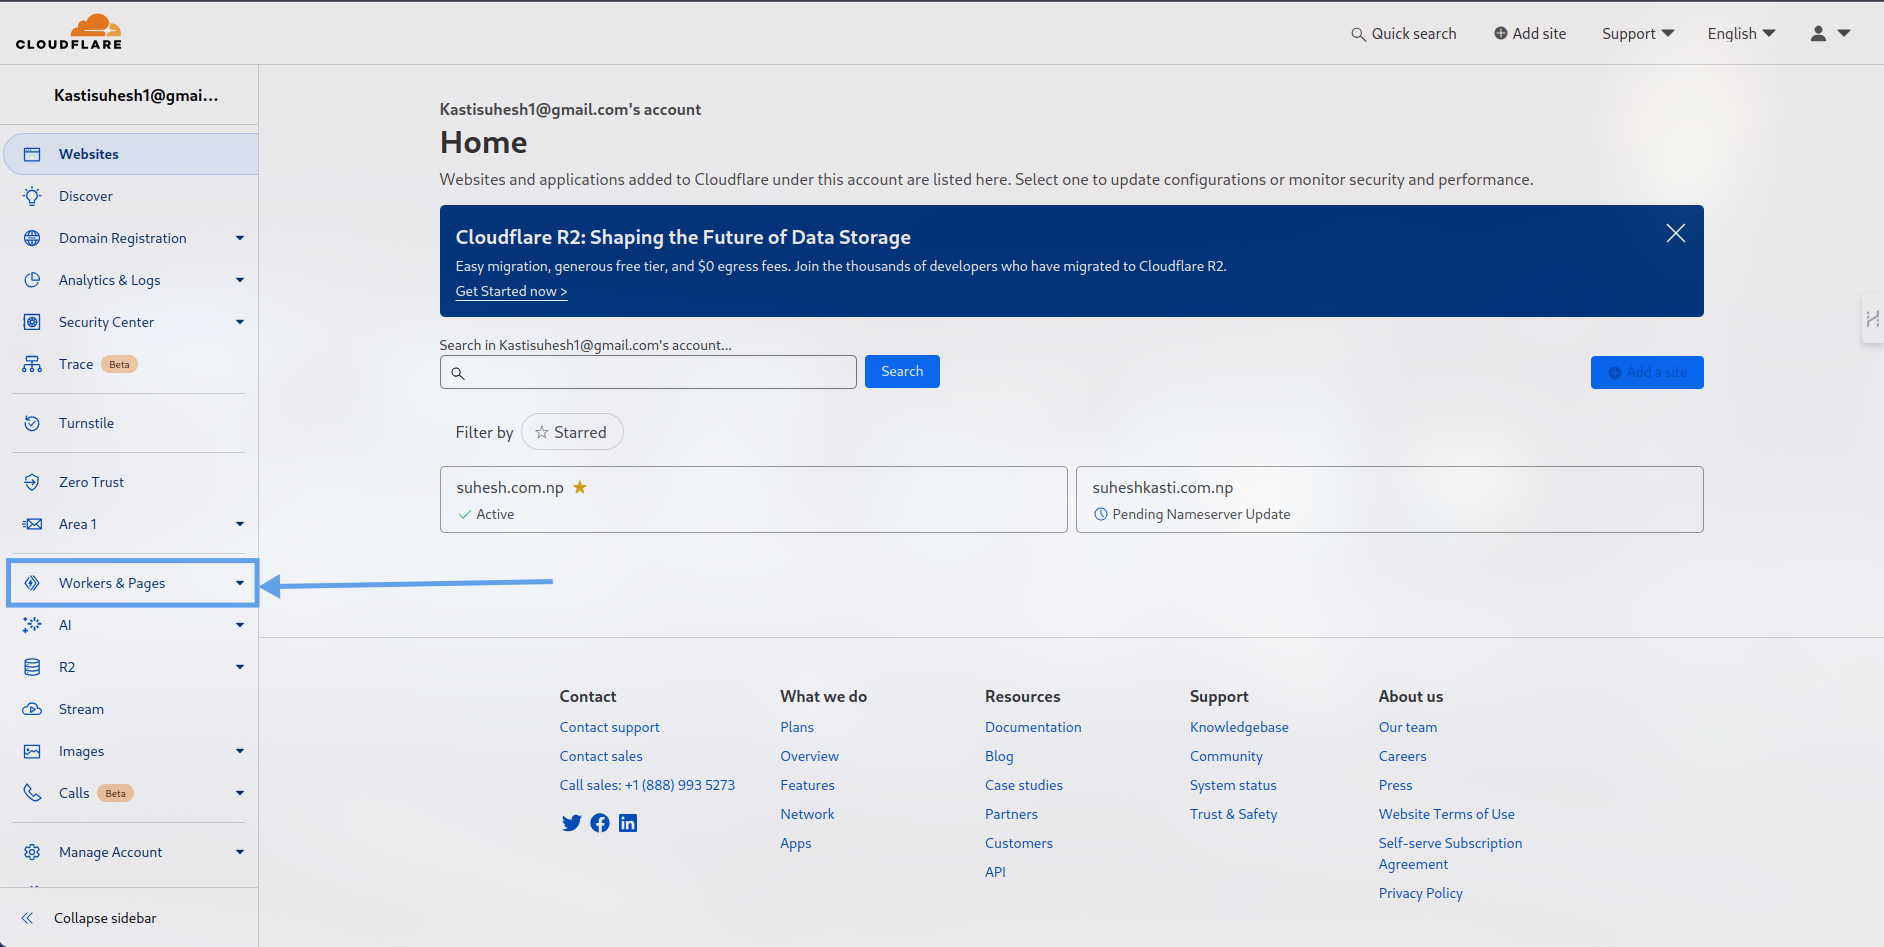 CLOUDFLARE
Quick search
Add site
Support
English
Kastisuhesh1@gmai...
Websites
Discover
Domain Registration
Analytics & Logs
Security Center
Trace Beta
Turnstile
Zero Trust
Area 1
Workers & Pages
AI
R2
Stream
Images
Calls Beta
Manage Account
Collapse sidebar
Kastisuhesh1@gmail.com's account
Home
Websites and applications added to Cloudflare under this account are listed here. Select one to update configurations or monitor security and performance.
Cloudflare R2: Shaping the Future of Data Storage
Easy migration, generous free tier, and $0 egress fees. Join the thousands of developers who have migrated to Cloudflare R2.
Get Started now >
Search in Kastisuhesh1@gmail.com's account...
Search
Add a site
Filter by
Starred
suhesh.com.np
Active
suheshkasti.com.np
Pending Nameserver Update
Contact
Contact support
Contact sales
Call sales: +1 (888) 993 5273
What we do
Plans
Overview
Features
Network
Apps
Resources
Documentation
Blog
Case studies
Partners
Customers
API
Support
Knowledgebase
Community
System status
Trust & Safety
About us
Our team
Careers
Press
Website Terms of Use
Self-serve Subscription
Agreement
Privacy Policy